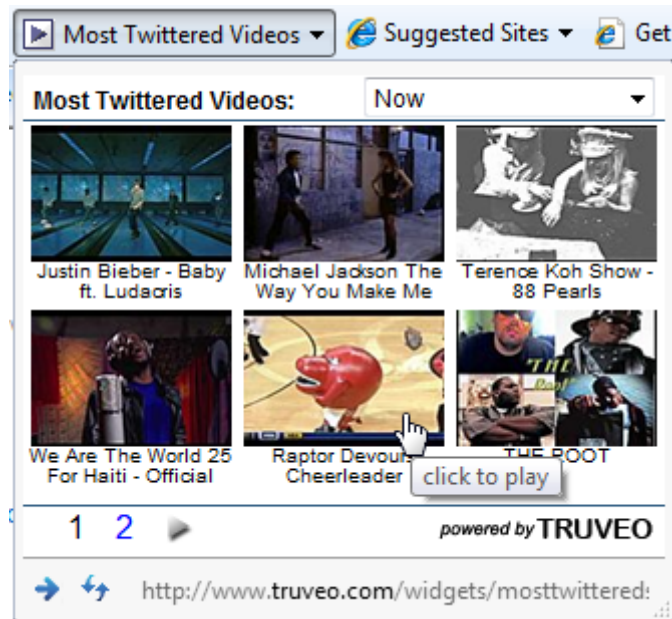 Most Twittered Videos Suggested Sites Get
Most Twittered Videos: Now
Justin Bieber - Baby
ft. Ludacris
Michael Jackson The
Way You Make Me
Terence Koh Show -
88 Pearls
THE
We Are The World 25
For Haiti - Official
Raptor Devours
Cheerleader
THE ROOT
click to play
1 2
powered by TRUVEO
http://www.truveo.com/widgets/mosttwittered